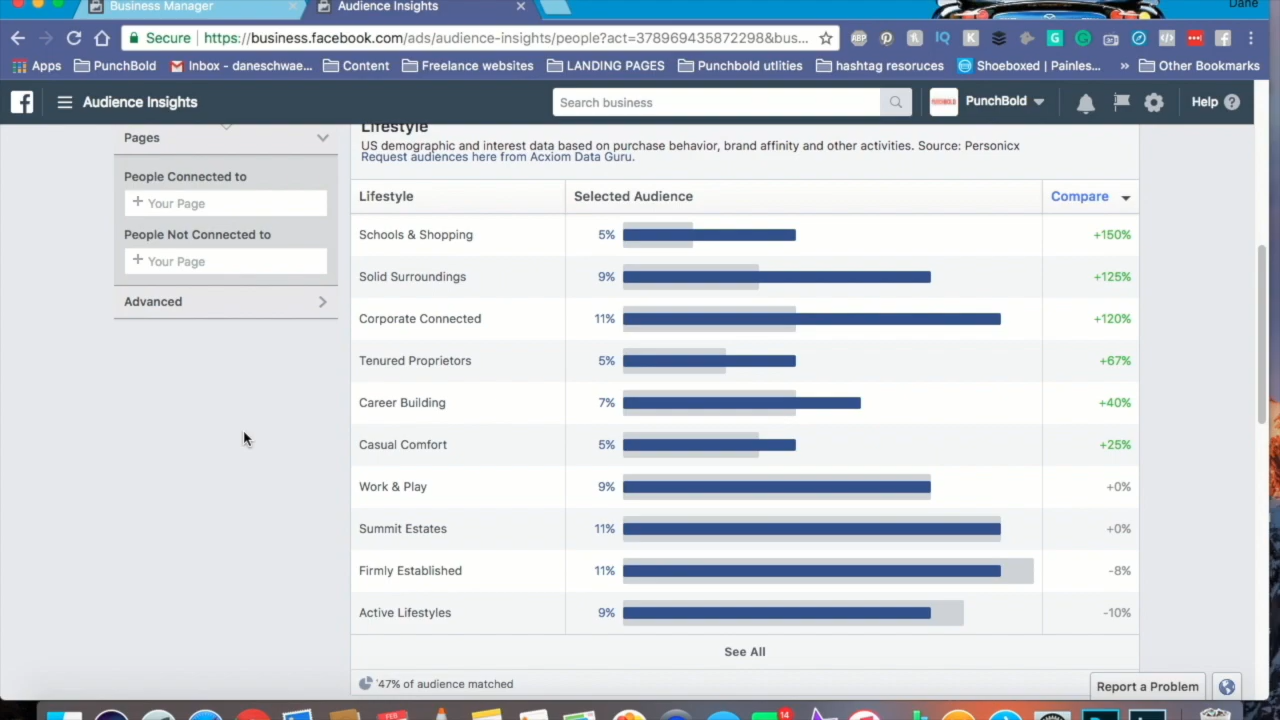 Business Manager
Audience Insights
Dane
Secure https://business.facebook.com/ads/audience-insights/people?act=378969435872298&bus...
Apps PunchBold Inbox - daneschwae... Content Freelance websites LANDING PAGES Punchbold utlities hashtag resoruces Shoeboxed | Painles... » Other Bookmarks
Audience Insights
Search business
PunchBold
Help
Pages
People Connected to
+ Your Page
People Not Connected to
+ Your Page
Advanced
Lifestyle
US demographic and interest data based on purchase behavior, brand affinity and other activities. Source: Personicx
Request audiences here from Acxiom Data Guru.
Lifestyle Selected Audience Compare
Schools & Shopping 5% +150%
Solid Surroundings 9% +125%
Corporate Connected 11% +120%
Tenured Proprietors 5% +67%
Career Building 7% +40%
Casual Comfort 5% +25%
Work & Play 9% +0%
Summit Estates 11% +0%
Firmly Established 11% -8%
Active Lifestyles 9% -10%
See All
'47% of audience matched
Report a Problem
14